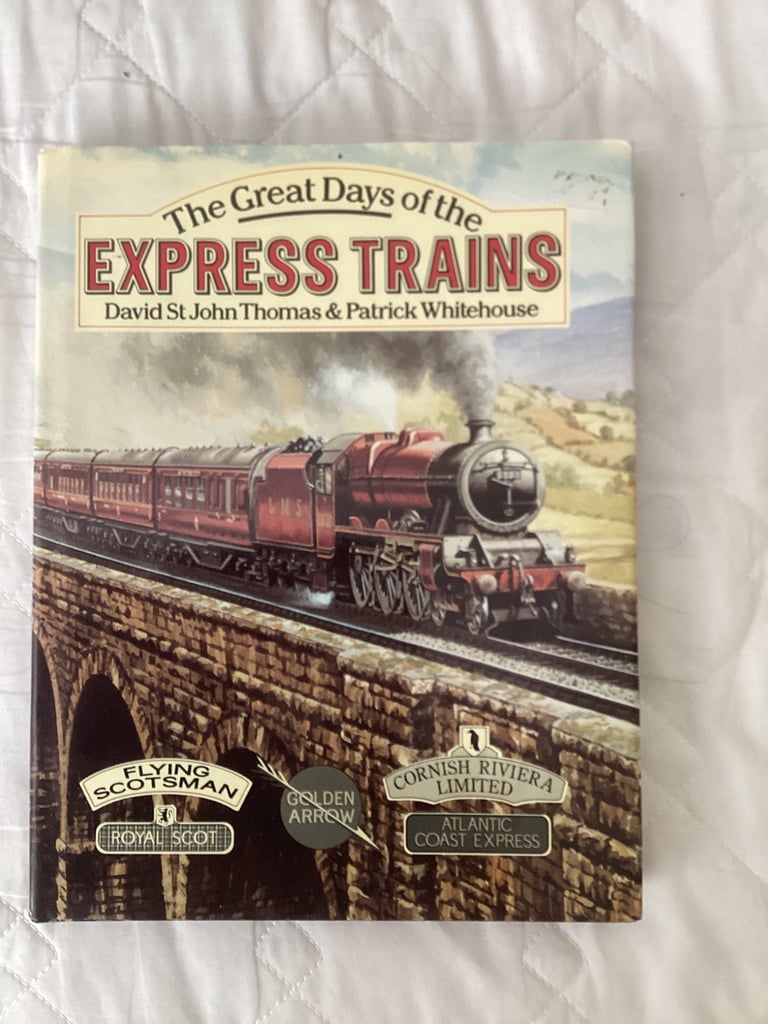 The Great Days of the
EXPRESS TRAINS
David St John Thomas & Patrick Whitehouse
LMS
FLYING
SCOTSMAN
ROYAL SCOT
GOLDEN
ARROW
CORNISH RIVIERA
LIMITED
ATLANTIC
COAST EXPRESS